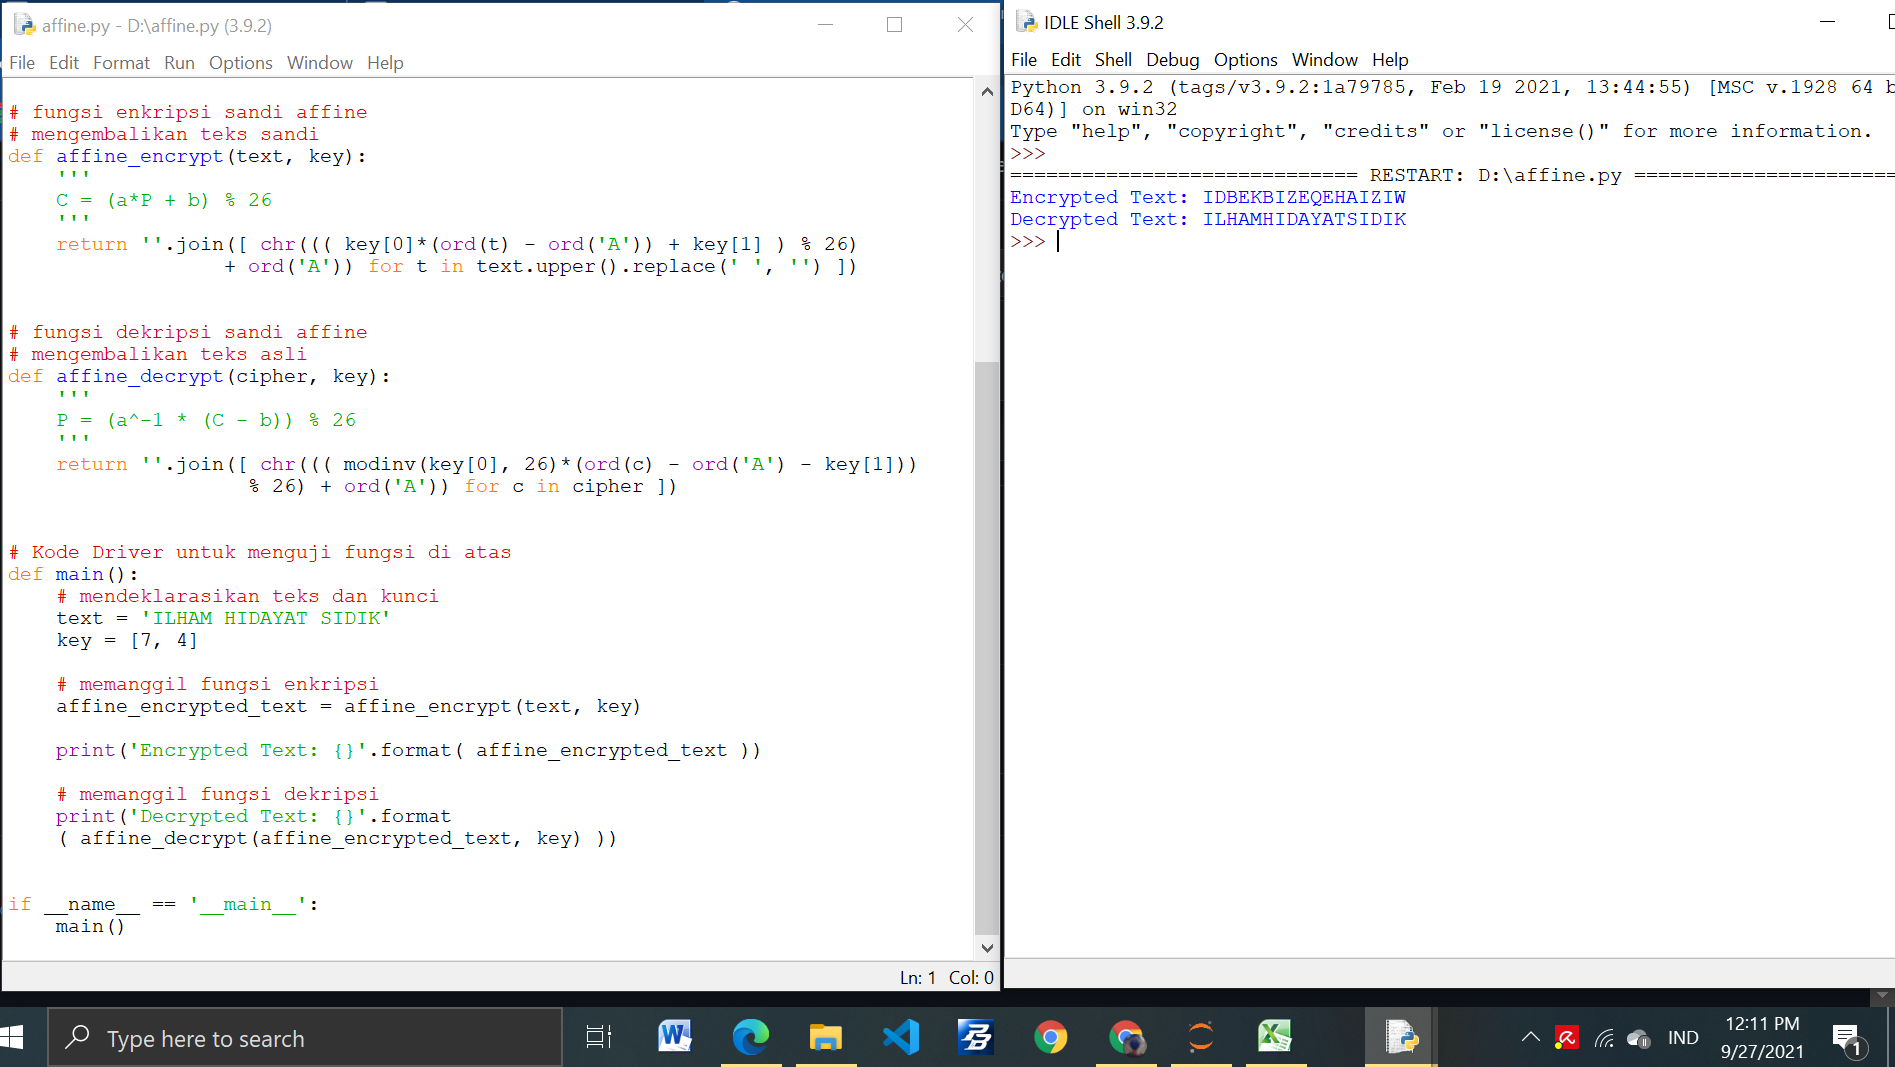 affine.py - D:\affine.py (3.9.2)
File Edit Format Run Options Window Help
# fungsi enkripsi sandi affine
# mengembalikan teks sandi
def affine_encrypt(text, key):
    '''
    C = (a*P + b) % 26
    '''
    return ''.join([ chr((( key[0]*(ord(t) - ord('A')) + key[1] ) % 26)
                  + ord('A')) for t in text.upper().replace(' ', '') ])
# fungsi dekripsi sandi affine
# mengembalikan teks asli
def affine_decrypt(cipher, key):
    '''
    P = (a^-1 * (C - b)) % 26
    '''
    return ''.join([ chr((( modinv(key[0], 26)*(ord(c) - ord('A') - key[1]))
                    % 26) + ord('A')) for c in cipher ])
# Kode Driver untuk menguji fungsi di atas
def main():
    # mendeklarasikan teks dan kunci
    text = 'ILHAM HIDAYAT SIDIK'
    key = [7, 4]
    # memanggil fungsi enkripsi
    affine_encrypted_text = affine_encrypt(text, key)
    print('Encrypted Text: {}'.format( affine_encrypted_text ))
    # memanggil fungsi dekripsi
    print('Decrypted Text: {}'.format
    ( affine_decrypt(affine_encrypted_text, key) ))
if __name__ == '__main__':
    main()
Ln: 1 Col: 0
IDLE Shell 3.9.2
File Edit Shell Debug Options Window Help
Python 3.9.2 (tags/v3.9.2:1a79785, Feb 19 2021, 13:44:55) [MSC v.1928 64 b
D64)] on win32
Type "help", "copyright", "credits" or "license()" for more information.
>>>
============================= RESTART: D:\affine.py ======================
Encrypted Text: IDBEKBIZEQEHAIZIW
Decrypted Text: ILHAMHIDAYATSIDIK
>>>
Type here to search
IND
12:11 PM
9/27/2021
1